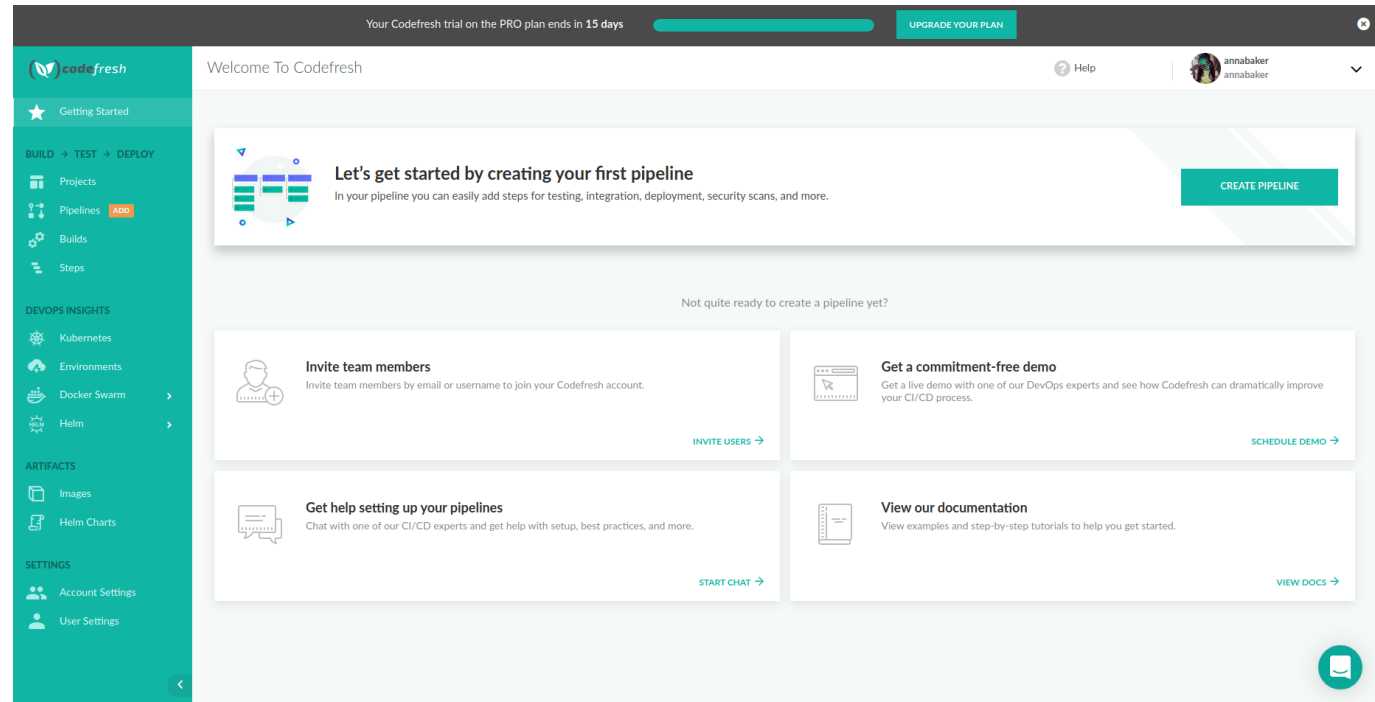 Your Codefresh trial on the PRO plan ends in 15 days
UPGRADE YOUR PLAN
codefresh
Welcome To Codefresh
Help
annabaker
annabaker
Getting Started
BUILD → TEST → DEPLOY
Projects
Pipelines ADD
Builds
Steps
DEVOPS INSIGHTS
Kubernetes
Environments
Docker Swarm
HELM
Helm
ARTIFACTS
Images
Helm Charts
SETTINGS
Account Settings
User Settings
Let's get started by creating your first pipeline
In your pipeline you can easily add steps for testing, integration, deployment, security scans, and more.
CREATE PIPELINE
Not quite ready to create a pipeline yet?
Invite team members
Invite team members by email or username to join your Codefresh account.
INVITE USERS →
Get a commitment-free demo
Get a live demo with one of our DevOps experts and see how Codefresh can dramatically improve
your CI/CD process.
SCHEDULE DEMO →
Get help setting up your pipelines
Chat with one of our CI/CD experts and get help with setup, best practices, and more.
START CHAT →
View our documentation
View examples and step-by-step tutorials to help you get started.
VIEW DOCS →